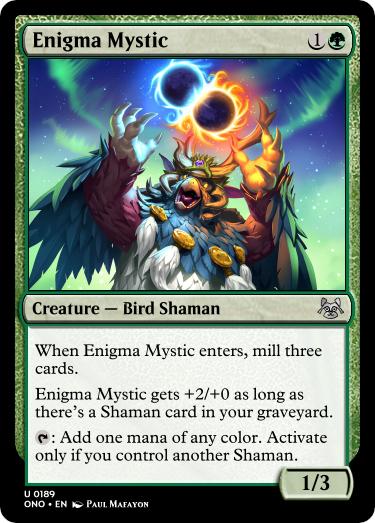 Enigma Mystic 1
Creature — Bird Shaman
When Enigma Mystic enters, mill three
cards.
Enigma Mystic gets +2/+0 as long as
there's a Shaman card in your graveyard.
: Add one mana of any color. Activate
only if you control another Shaman.
1/3
U 0189
ONO • EN Paul Mafayon